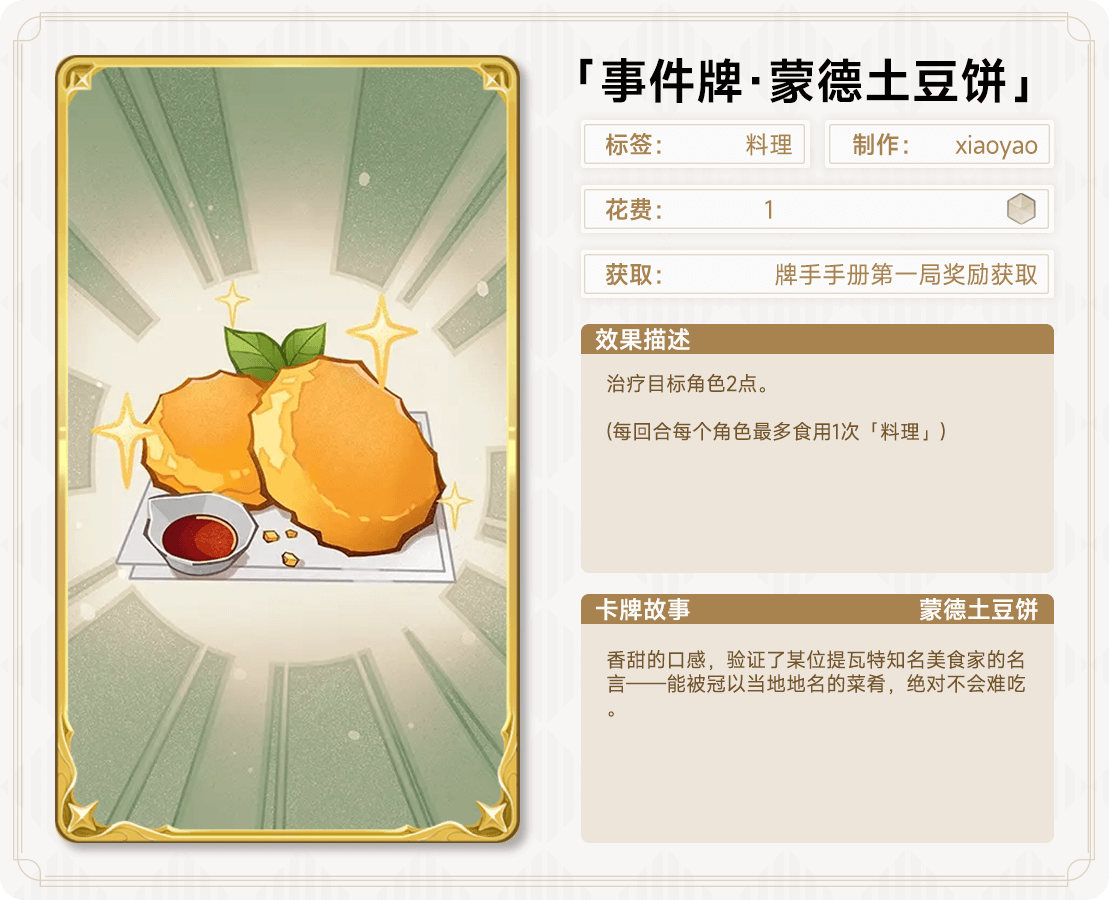 「事件牌·蒙德土豆饼」
标签： 料理 制作： xiaoyao
花费： 1
获取： 牌手手册第一局奖励获取
效果描述
治疗目标角色2点。
(每回合每个角色最多食用1次「料理」)
卡牌故事 蒙德土豆饼
香甜的口感，验证了某位提瓦特知名美食家的名
言——能被冠以当地地名的菜肴，绝对不会难吃
。